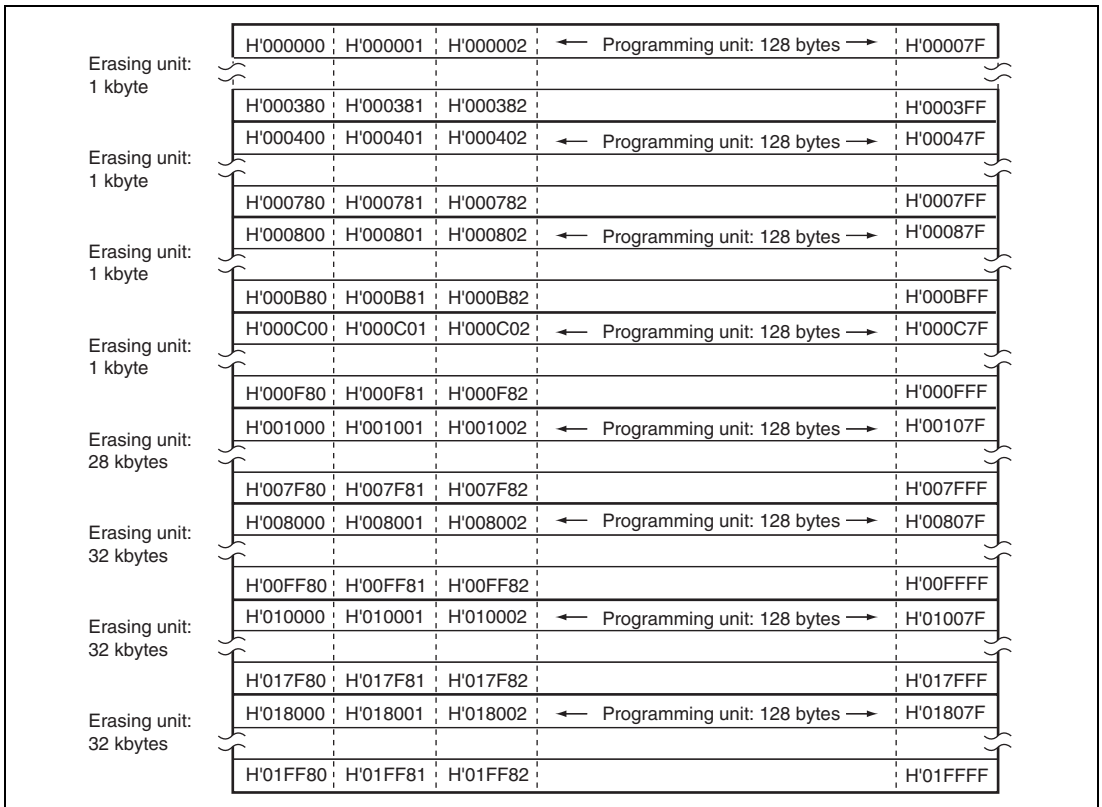 H'000000 H'000001 H'000002 ← Programming unit: 128 bytes → H'00007F
Erasing unit:
1 kbyte
H'000380 H'000381 H'000382 H'0003FF
H'000400 H'000401 H'000402 ← Programming unit: 128 bytes → H'00047F
Erasing unit:
1 kbyte
H'000780 H'000781 H'000782 H'0007FF
H'000800 H'000801 H'000802 ← Programming unit: 128 bytes → H'00087F
Erasing unit:
1 kbyte
H'000B80 H'000B81 H'000B82 H'000BFF
H'000C00 H'000C01 H'000C02 ← Programming unit: 128 bytes → H'000C7F
Erasing unit:
1 kbyte
H'000F80 H'000F81 H'000F82 H'000FFF
H'001000 H'001001 H'001002 ← Programming unit: 128 bytes → H'00107F
Erasing unit:
28 kbytes
H'007F80 H'007F81 H'007F82 H'007FFF
H'008000 H'008001 H'008002 ← Programming unit: 128 bytes → H'00807F
Erasing unit:
32 kbytes
H'00FF80 H'00FF81 H'00FF82 H'00FFFF
H'010000 H'010001 H'010002 ← Programming unit: 128 bytes → H'01007F
Erasing unit:
32 kbytes
H'017F80 H'017F81 H'017F82 H'017FFF
H'018000 H'018001 H'018002 ← Programming unit: 128 bytes → H'01807F
Erasing unit:
32 kbytes
H'01FF80 H'01FF81 H'01FF82 H'01FFFF